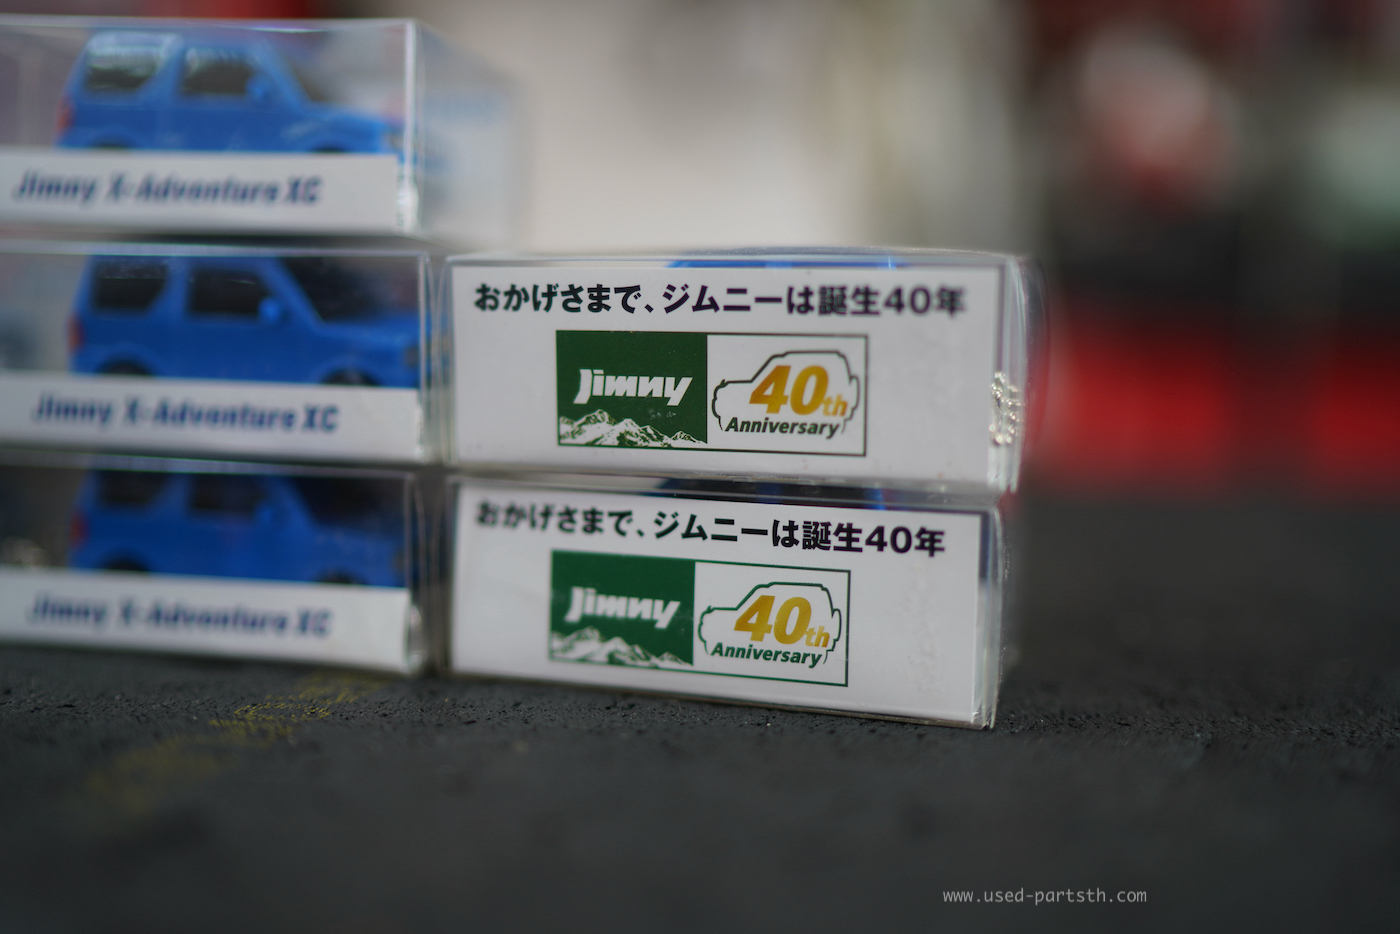 Jimny X-Adventure XC
Jimny X-Adventure XC
Jimny X-Adventure XC
おかげさまで、ジムニーは誕生40年
Jimny
40th
Anniversary
おかげさまで、ジムニーは誕生40年
Jimny
40th
Anniversary
www.used-partsth.com